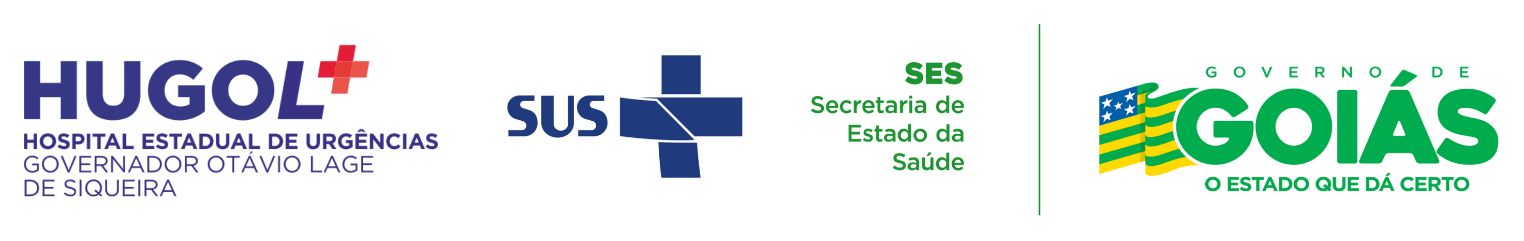 HUGOL
HOSPITAL ESTADUAL DE URGÊNCIAS
GOVERNADOR OTÁVIO LAGE
DE SIQUEIRA
SUS
SES
Secretaria de
Estado da
Saúde
GOVERNO DE
GOIÁS
O ESTADO QUE DÁ CERTO